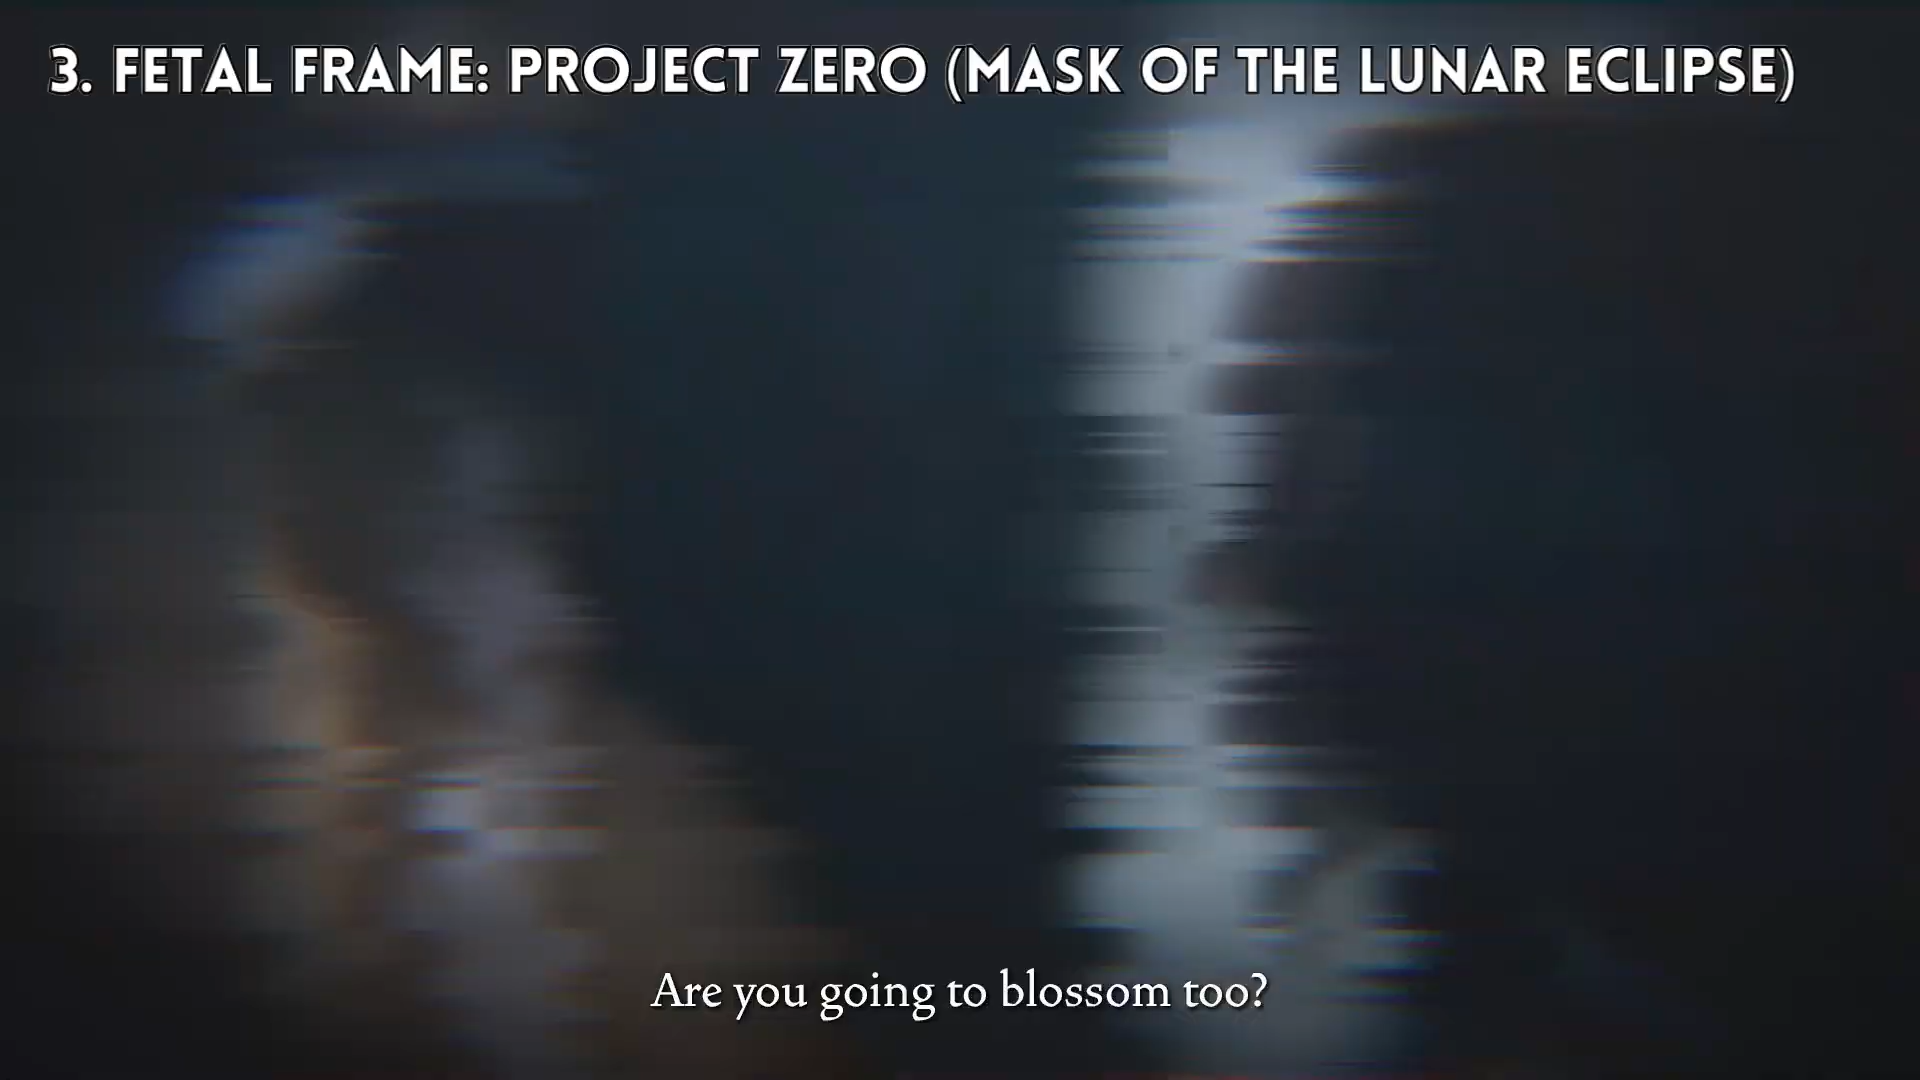 3. FETAL FRAME: PROJECT ZERO (MASK OF THE LUNAR ECLIPSE)
Are you going to blossom too?